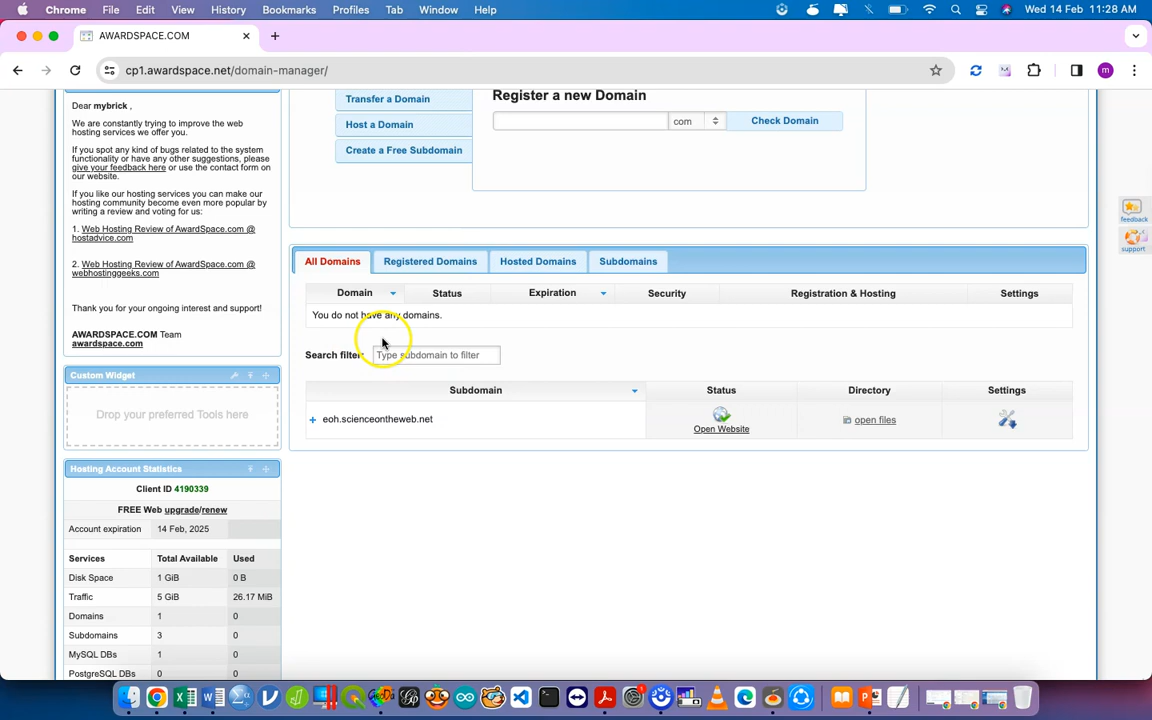 Chrome File Edit View History Bookmarks Profiles Tab Window Help Wed 14 Feb 11:28 AM
AWARDSPACE.COM
cp1.awardspace.net/domain-manager/
m
Dear mybrick ,
We are constantly trying to improve the web
hosting services we offer you.
If you spot any kind of bugs related to the system
functionality or have any other suggestions, please
give your feedback here or use the contact form on
our website.
If you like our hosting services you can make our
hosting community become even more popular by
writing a review and voting for us:
1. Web Hosting Review of AwardSpace.com @
hostadvice.com
2. Web Hosting Review of AwardSpace.com @
webhostinggeeks.com
Thank you for your ongoing interest and support!
AWARDSPACE.COM Team
awardspace.com
Custom Widget
Drop your preferred Tools here
Hosting Account Statistics
Client ID 4190339
FREE Web upgrade/renew
Account expiration 14 Feb, 2025
Services Total Available Used
Disk Space 1 GiB 0 B
Traffic 5 GiB 26.17 MiB
Domains 1 0
Subdomains 3 0
MySQL DBs 1 0
PostgreSQL DBs 0 0
Transfer a Domain
Host a Domain
Create a Free Subdomain
Register a new Domain
com Check Domain
All Domains Registered Domains Hosted Domains Subdomains
Domain Status Expiration Security Registration & Hosting Settings
You do not have any domains.
Search filter: Type subdomain to filter
Subdomain Status Directory Settings
+ eoh.scienceontheweb.net Open Website open files
feedback
support